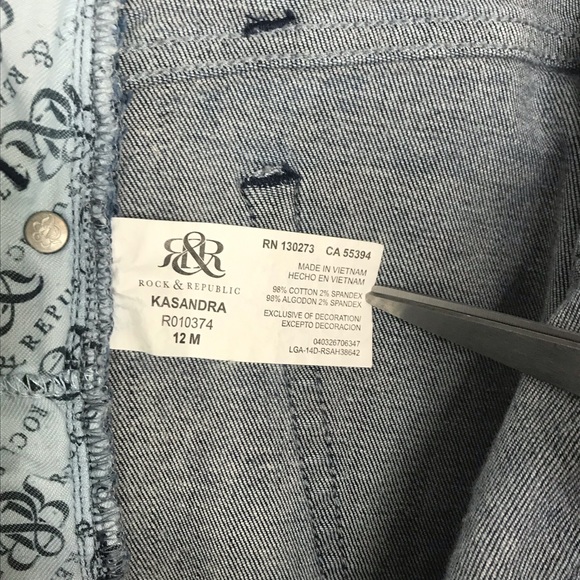 R&R
ROCK & REPUBLIC
KASANDRA
R010374
12 M
RN 130273 CA 55394
MADE IN VIETNAM
HECHO EN VIETNAM
98% COTTON 2% SPANDEX
98% ALGODON 2% SPANDEX
EXCLUSIVE OF DECORATION/
EXCEPTO DECORACION
040326706347
LGA-14D-RSAH38642